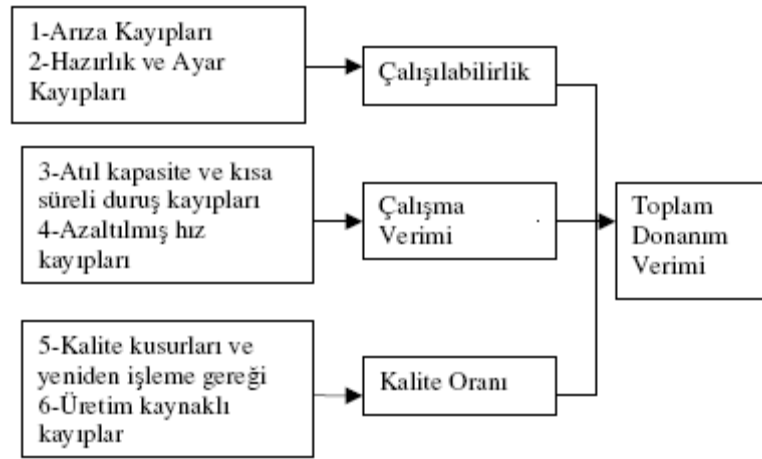 1-Arıza Kayıpları
2-Hazırlık ve Ayar
Kayıpları
Çalışılabilirlik
3-Atıl kapasite ve kısa
süreli duruş kayıpları
4-Azaltılmış hız
kayıpları
Çalışma
Verimi
Toplam
Donanım
Verimi
5-Kalite kusurları ve
yeniden işleme gereği
6-Üretim kaynaklı
kayıplar
Kalite Oranı